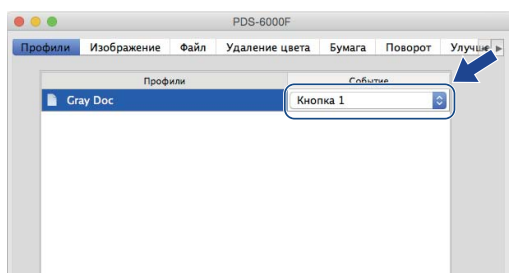 PDS-6000F
Профили Изображение Файл Удаление цвета Бумага Поворот
Профили Событие
Gray Doc Кнопка 1